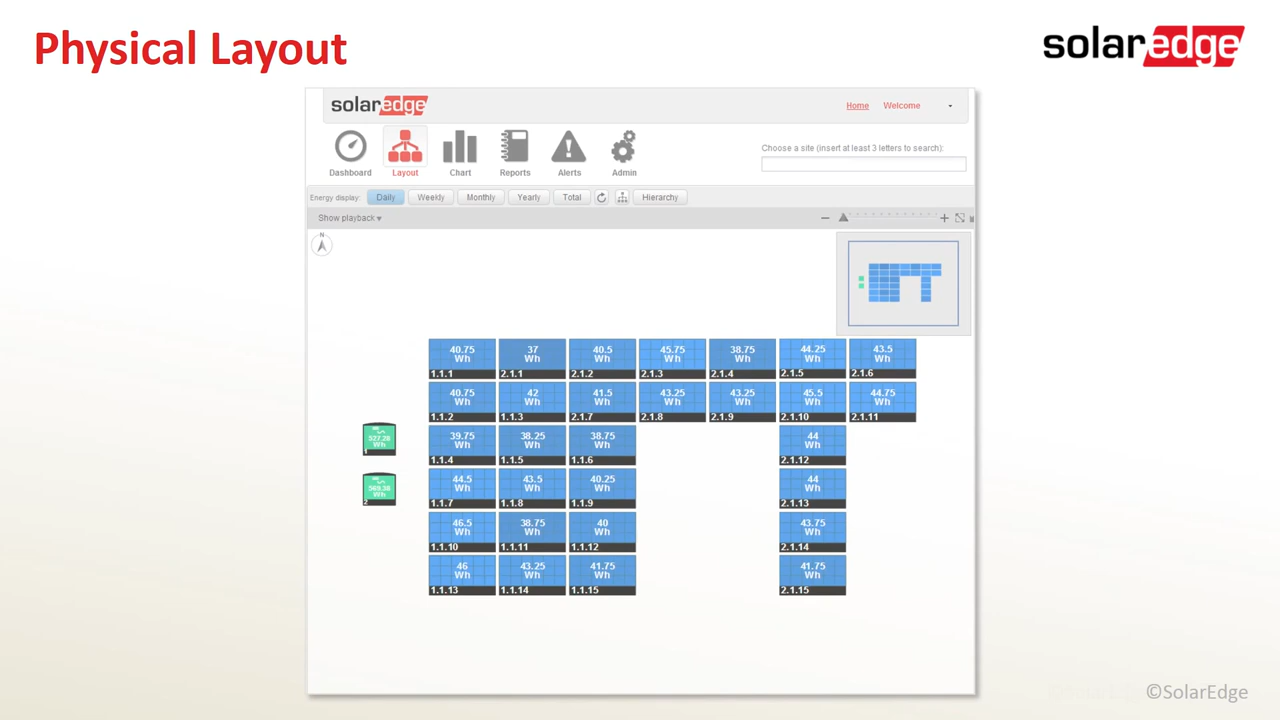 Physical Layout
solaredge
solaredge
Home Welcome
Dashboard Layout Chart Reports Alerts Admin
Choose a site (insert at least 3 letters to search):
Energy display: Daily Weekly Monthly Yearly Total Hierarchy
Show playback
N
40.75 37 40.5 45.75 38.75 44.25 43.5
Wh Wh Wh Wh Wh Wh Wh
1.1.1 2.1.1 2.1.2 2.1.3 2.1.4 2.1.5 2.1.6
40.75 42 41.5 43.25 43.25 45.5 44.75
Wh Wh Wh Wh Wh Wh Wh
1.1.2 1.1.3 2.1.7 2.1.8 2.1.9 2.1.10 2.1.11
527.28
Wh
1
39.75 38.25 38.75 44
Wh Wh Wh Wh
1.1.4 1.1.5 1.1.6 2.1.12
569.38
Wh
2
44.5 43.5 40.25 44
Wh Wh Wh Wh
1.1.7 1.1.8 1.1.9 2.1.13
46.5 38.75 40 43.75
Wh Wh Wh Wh
1.1.10 1.1.11 1.1.12 2.1.14
46 43.25 41.75 41.75
Wh Wh Wh Wh
1.1.13 1.1.14 1.1.15 2.1.15
©SolarEdge